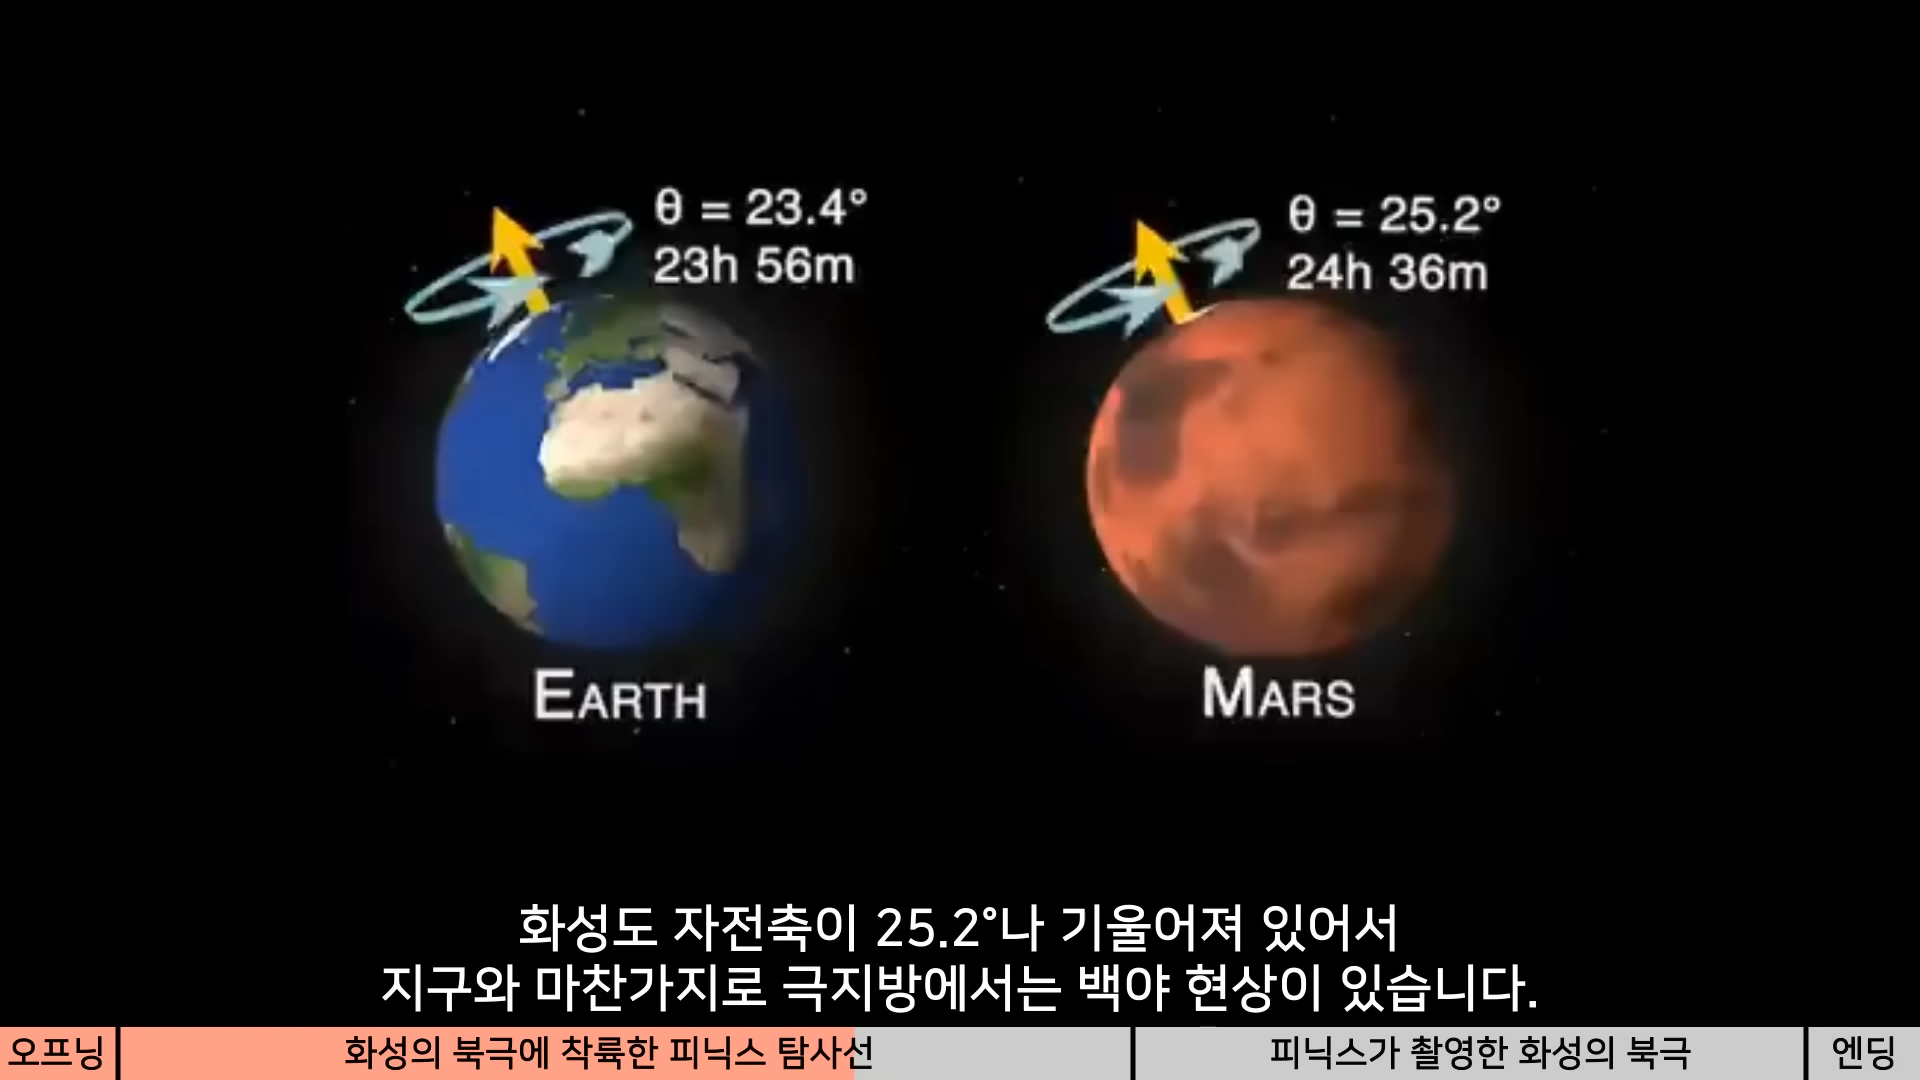 θ = 23.4°
23h 56m
θ = 25.2°
24h 36m
EARTH
MARS
화성도 자전축이 25.2°나 기울어져 있어서
지구와 마찬가지로 극지방에서는 백야 현상이 있습니다.
오프닝
화성의 북극에 착륙한 피닉스 탐사선
피닉스가 촬영한 화성의 북극
엔딩